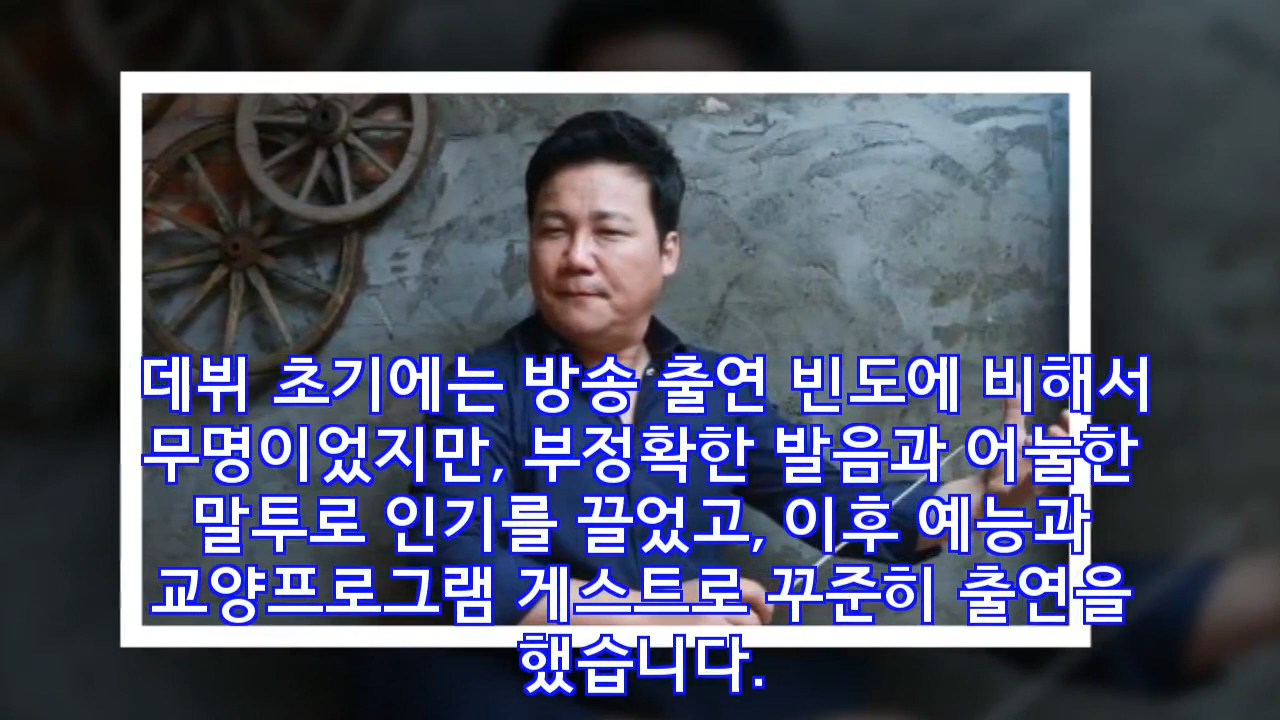 데뷔 초기에는 방송 출연 빈도에 비해서
무명이었지만, 부정확한 발음과 어눌한
말투로 인기를 끌었고, 이후 예능과
교양프로그램 게스트로 꾸준히 출연을
했습니다.